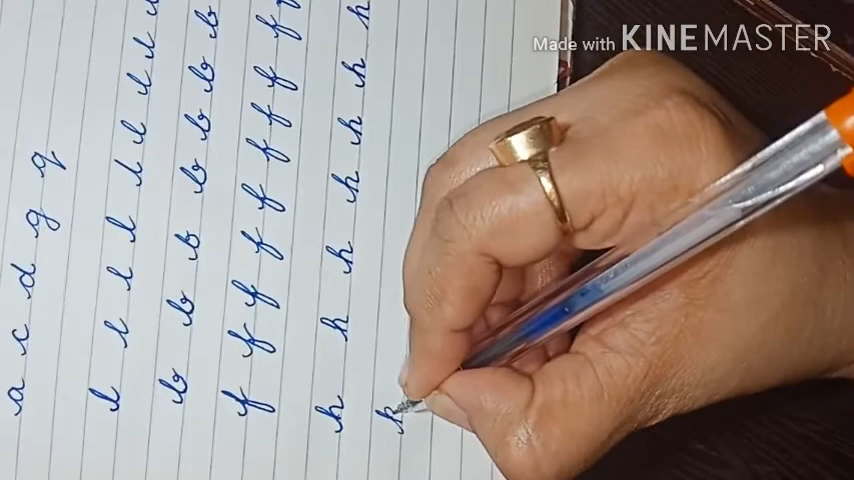 Made with KINEMASTER
a c d g q
l l l l l l l l l
b b b b b b b
f f f f f f f f f f
h h h h h h h
k